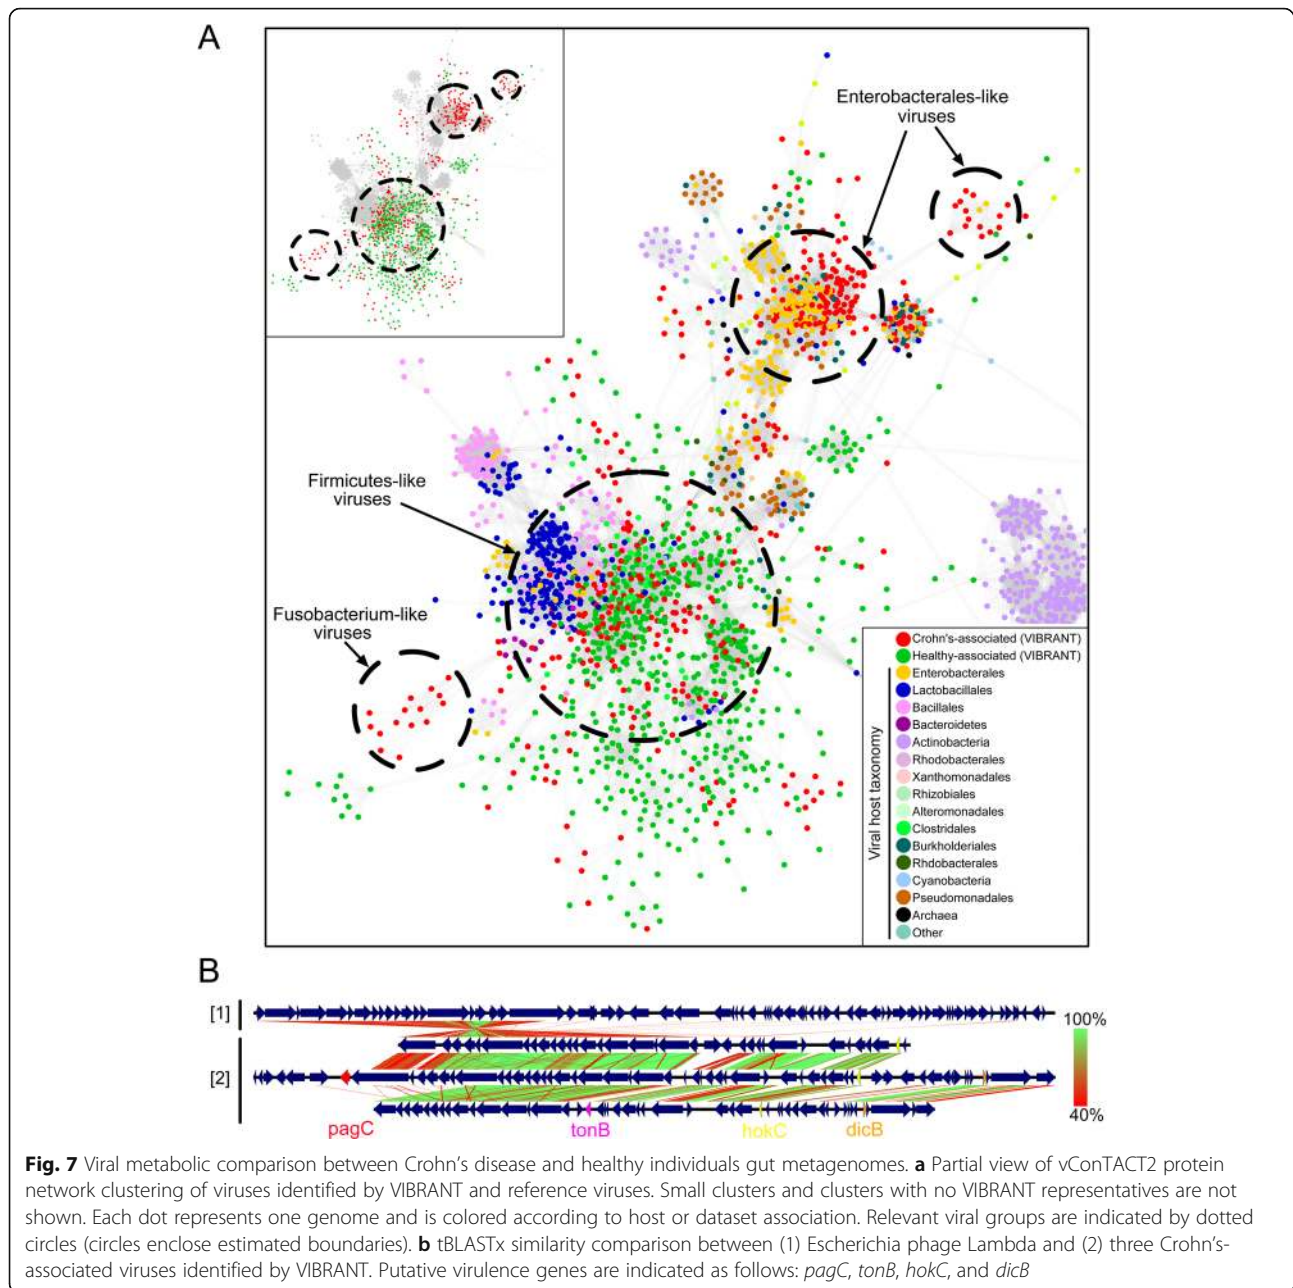 A
Enterobacterales-like
viruses
Firmicutes-like
viruses
Fusobacterium-like
viruses
Viral host taxonomy
Crohn's-associated (VIBRANT)
Healthy-associated (VIBRANT)
Enterobacterales
Lactobacillales
Bacillales
Bacteroidetes
Actinobacteria
Rhodobacterales
Xanthomonadales
Rhizobiales
Alteromonadales
Clostridales
Burkholderiales
Rhdobacterales
Cyanobacteria
Pseudomonadales
Archaea
Other
B
[1]
[2]
100%
40%
pagC
tonB
hokC
dicB
Fig. 7 Viral metabolic comparison between Crohn's disease and healthy individuals gut metagenomes. a Partial view of vConTACT2 protein
network clustering of viruses identified by VIBRANT and reference viruses. Small clusters and clusters with no VIBRANT representatives are not
shown. Each dot represents one genome and is colored according to host or dataset association. Relevant viral groups are indicated by dotted
circles (circles enclose estimated boundaries). b tBLASTx similarity comparison between (1) Escherichia phage Lambda and (2) three Crohn's-
associated viruses identified by VIBRANT. Putative virulence genes are indicated as follows: pagC, tonB, hokC, and dicB